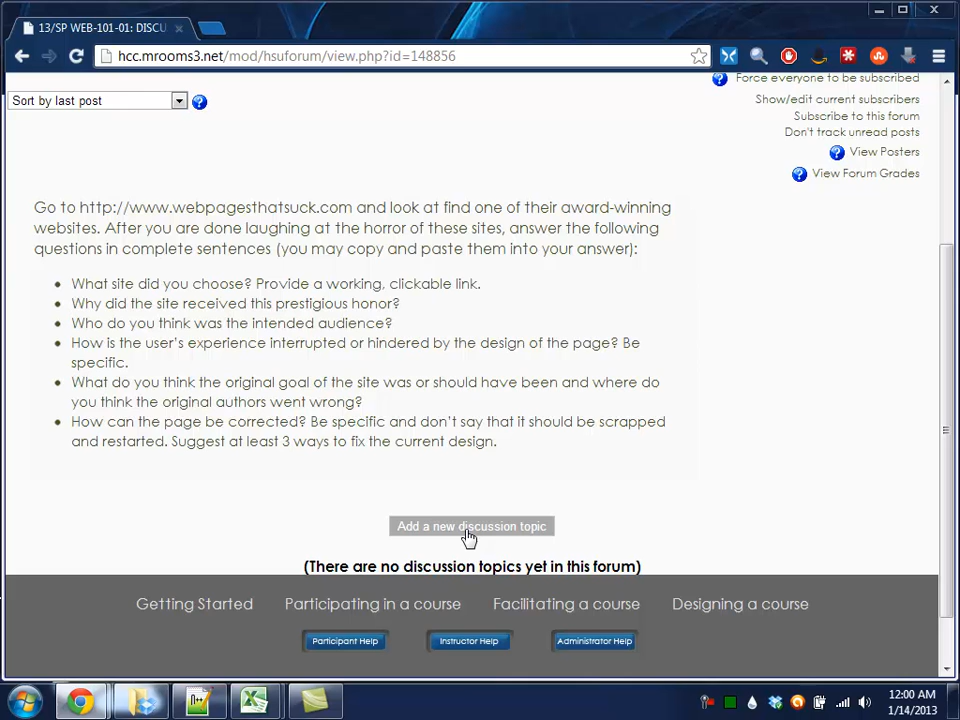 13/SP WEB-101-01: DISCU
hcc.mrooms3.net/mod/hsuforum/view.php?id=148856
Force everyone to be subscribed
Sort by last post
Show/edit current subscribers
Subscribe to this forum
Don't track unread posts
View Posters
View Forum Grades
Go to http://www.webpagesthatsuck.com and look at find one of their award-winning
websites. After you are done laughing at the horror of these sites, answer the following
questions in complete sentences (you may copy and paste them into your answer):
What site did you choose? Provide a working, clickable link.
Why did the site received this prestigious honor?
Who do you think was the intended audience?
How is the user's experience interrupted or hindered by the design of the page? Be
specific.
What do you think the original goal of the site was or should have been and where do
you think the original authors went wrong?
How can the page be corrected? Be specific and don't say that it should be scrapped
and restarted. Suggest at least 3 ways to fix the current design.
Add a new discussion topic
(There are no discussion topics yet in this forum)
Getting Started Participating in a course Facilitating a course Designing a course
Participant Help Instructor Help Administrator Help
12:00 AM
1/14/2013